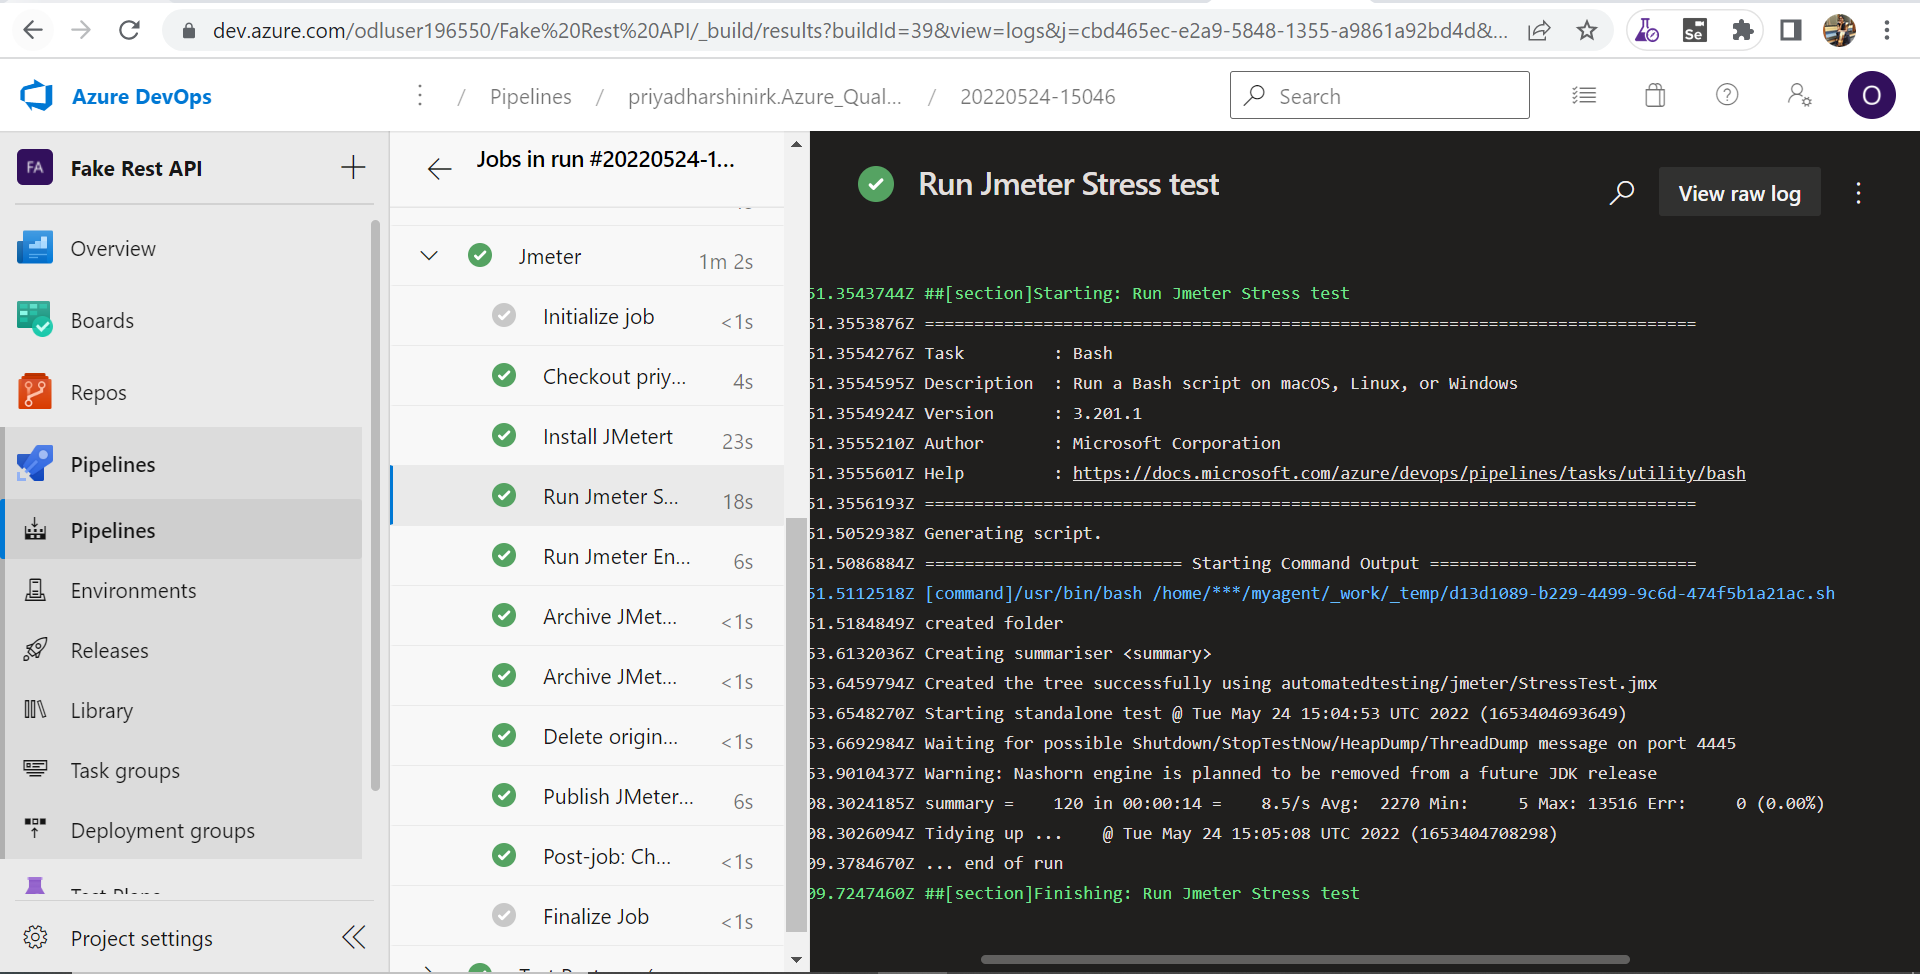 dev.azure.com/odluser196550/Fake%20Rest%20API/_build/results?buildId=39&view=logs&j=cbd465ec-e2a9-5848-1355-a9861a92bd4d&...
Se
Azure DevOps
/ Pipelines / priyadharshinirk.Azure_Qual... / 20220524-15046
Search
O
FA Fake Rest API
Overview
Boards
Repos
Pipelines
Pipelines
Environments
Releases
Library
Task groups
Deployment groups
Test Plans
Project settings
Jobs in run #20220524-1...
Jmeter 1m 2s
Initialize job <1s
Checkout priy... 4s
Install JMetert 23s
Run Jmeter S... 18s
Run Jmeter En... 6s
Archive JMet... <1s
Archive JMet... <1s
Delete origin... <1s
Publish JMeter... 6s
Post-job: Ch... <1s
Finalize Job <1s
Run Jmeter Stress test
View raw log
51.3543744Z ##[section]Starting: Run Jmeter Stress test
51.3553876Z ==============================================================================
51.3554276Z Task         : Bash
51.3554595Z Description  : Run a Bash script on macOS, Linux, or Windows
51.3554924Z Version      : 3.201.1
51.3555210Z Author       : Microsoft Corporation
51.3555601Z Help         : https://docs.microsoft.com/azure/devops/pipelines/tasks/utility/bash
51.3556193Z ==============================================================================
51.5052938Z Generating script.
51.5086884Z ========================== Starting Command Output ===========================
51.5112518Z [command]/usr/bin/bash /home/***/myagent/_work/_temp/d13d1089-b229-4499-9c6d-474f5b1a21ac.sh
51.5184849Z created folder
53.6132036Z Creating summariser <summary>
53.6459794Z Created the tree successfully using automatedtesting/jmeter/StressTest.jmx
53.6548270Z Starting standalone test @ Tue May 24 15:04:53 UTC 2022 (1653404693649)
53.6692984Z Waiting for possible Shutdown/StopTestNow/HeapDump/ThreadDump message on port 4445
53.9010437Z Warning: Nashorn engine is planned to be removed from a future JDK release
08.3024185Z summary =    120 in 00:00:14 =    8.5/s Avg:  2270 Min:     5 Max: 13516 Err:     0 (0.00%)
08.3026094Z Tidying up ...    @ Tue May 24 15:05:08 UTC 2022 (1653404708298)
09.3784670Z ... end of run
09.7247460Z ##[section]Finishing: Run Jmeter Stress test